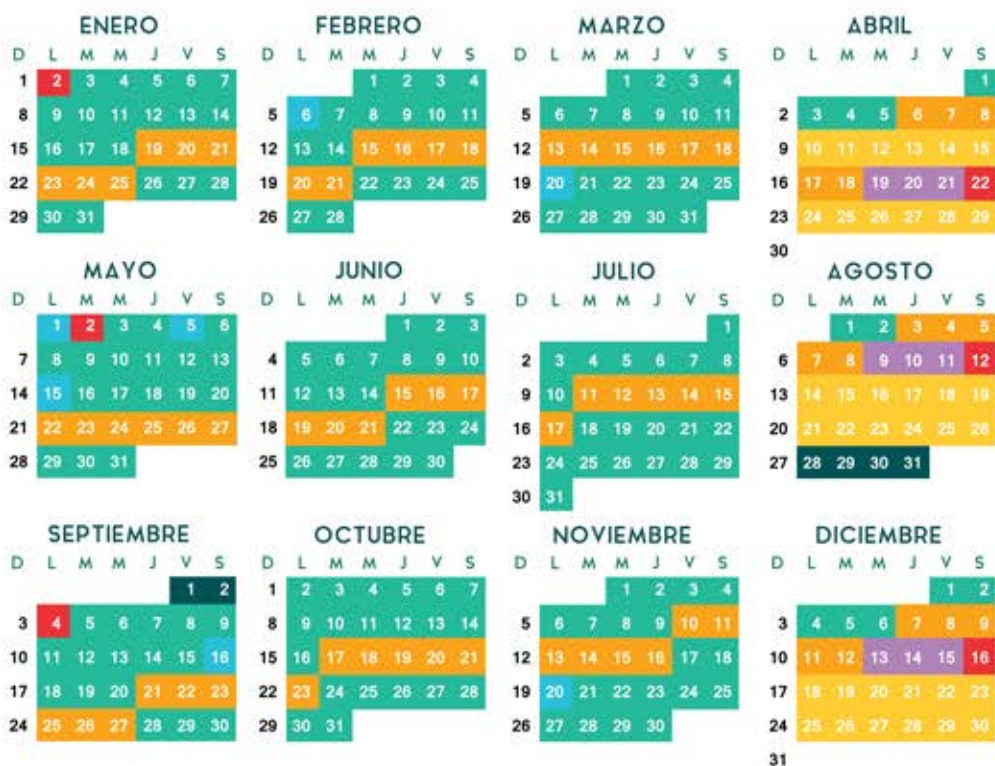 ENERO
D L M M J V S
1 2 3 4 5 6 7
8 9 10 11 12 13 14
15 16 17 18 19 20 21
22 23 24 25 26 27 28
29 30 31
FEBRERO
D L M M J V S
1 2 3 4
5 6 7 8 9 10 11
12 13 14 15 16 17 18
19 20 21 22 23 24 25
26 27 28
MARZO
D L M M J V S
1 2 3 4
5 6 7 8 9 10 11
12 13 14 15 16 17 18
19 20 21 22 23 24 25
26 27 28 29 30 31
ABRIL
D L M M J V S
1
2 3 4 5 6 7 8
9 10 11 12 13 14 15
16 17 18 19 20 21 22
23 24 25 26 27 28 29
30
MAYO
D L M M J V S
1 2 3 4 5 6
7 8 9 10 11 12 13
14 15 16 17 18 19 20
21 22 23 24 25 26 27
28 29 30 31
JUNIO
D L M M J V S
1 2 3
4 5 6 7 8 9 10
11 12 13 14 15 16 17
18 19 20 21 22 23 24
25 26 27 28 29 30
JULIO
D L M M J V S
1
2 3 4 5 6 7 8
9 10 11 12 13 14 15
16 17 18 19 20 21 22
23 24 25 26 27 28 29
30 31
AGOSTO
D L M M J V S
1 2 3 4 5
6 7 8 9 10 11 12
13 14 15 16 17 18 19
20 21 22 23 24 25 26
27 28 29 30 31
SEPTIEMBRE
D L M M J V S
1 2
3 4 5 6 7 8 9
10 11 12 13 14 15 16
17 18 19 20 21 22 23
24 25 26 27 28 29 30
OCTUBRE
D L M M J V S
1 2 3 4 5 6 7
8 9 10 11 12 13 14
15 16 17 18 19 20 21
22 23 24 25 26 27 28
29 30 31
NOVIEMBRE
D L M M J V S
1 2 3 4
5 6 7 8 9 10 11
12 13 14 15 16 17 18
19 20 21 22 23 24 25
26 27 28 29 30
DICIEMBRE
D L M M J V S
1 2
3 4 5 6 7 8 9
10 11 12 13 14 15 16
17 18 19 20 21 22 23
24 25 26 27 28 29 30
31